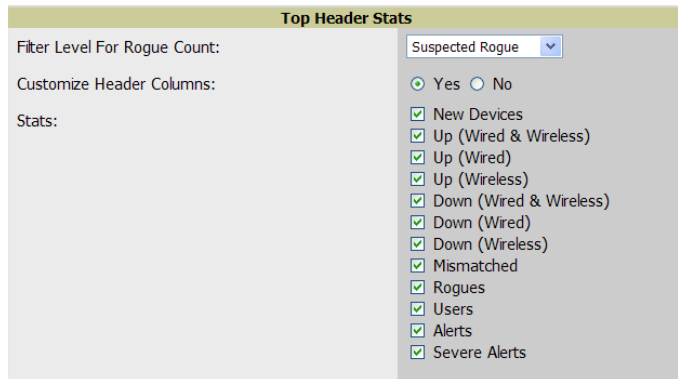 Top Header Stats
Filter Level For Rogue Count: Suspected Rogue
Customize Header Columns: Yes No
Stats: New Devices
Up (Wired & Wireless)
Up (Wired)
Up (Wireless)
Down (Wired & Wireless)
Down (Wired)
Down (Wireless)
Mismatched
Rogues
Users
Alerts
Severe Alerts